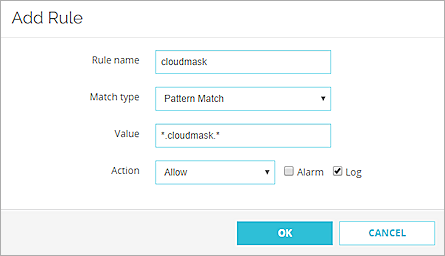 Add Rule
Rule name cloudmask
Match type Pattern Match
Value *.cloudmask.*
Action Allow Alarm Log
OK CANCEL